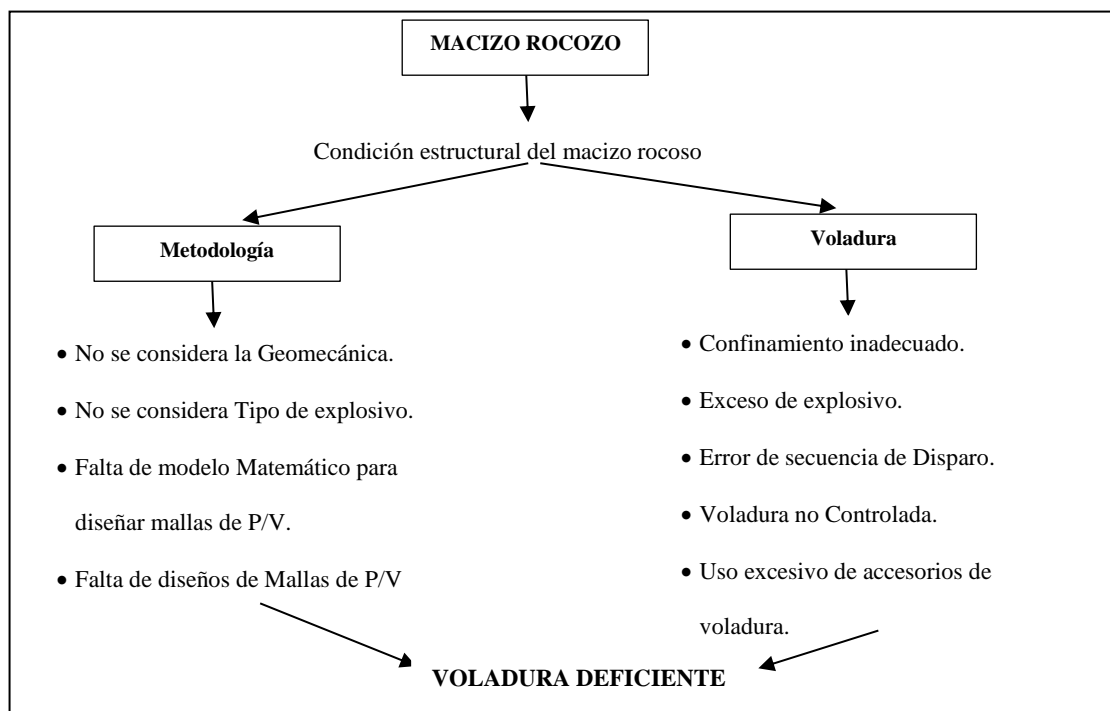 MACIZO ROCOZO
Condición estructural del macizo rocoso
Metodología
• No se considera la Geomecánica.
• No se considera Tipo de explosivo.
• Falta de modelo Matemático para
diseñar mallas de P/V.
• Falta de diseños de Mallas de P/V
Voladura
• Confinamiento inadecuado.
• Exceso de explosivo.
• Error de secuencia de Disparo.
• Voladura no Controlada.
• Uso excesivo de accesorios de
voladura.
VOLADURA DEFICIENTE